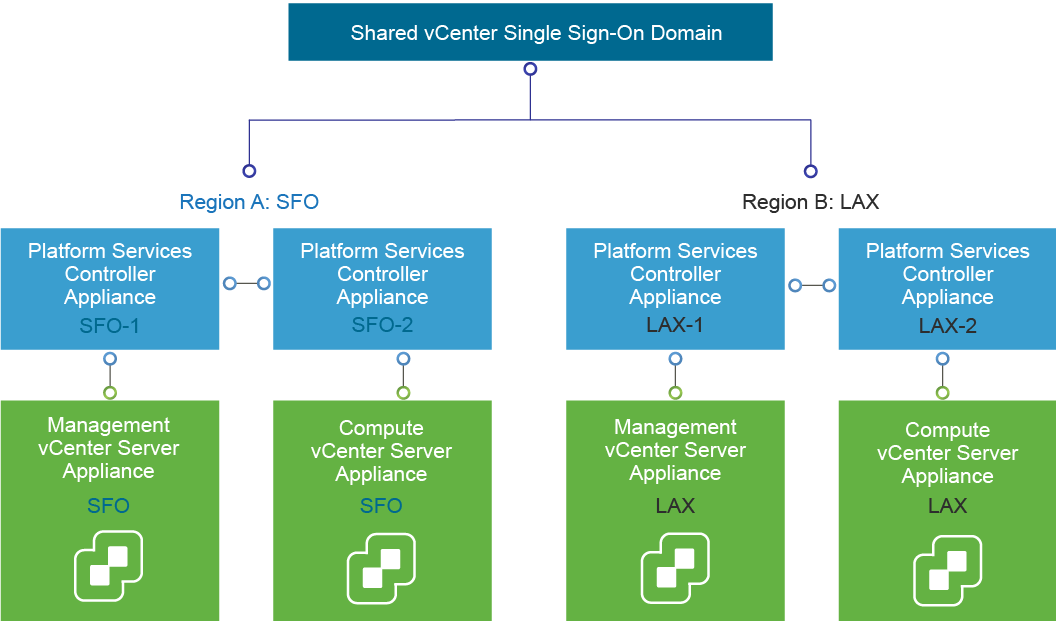 Shared vCenter Single Sign-On Domain
Region A: SFO
Region B: LAX
Platform Services
Controller
Appliance
SFO-1
Platform Services
Controller
Appliance
SFO-2
Platform Services
Controller
Appliance
LAX-1
Platform Services
Controller
Appliance
LAX-2
Management
vCenter Server
Appliance
SFO
Compute
vCenter Server
Appliance
SFO
Management
vCenter Server
Appliance
LAX
Compute
vCenter Server
Appliance
LAX